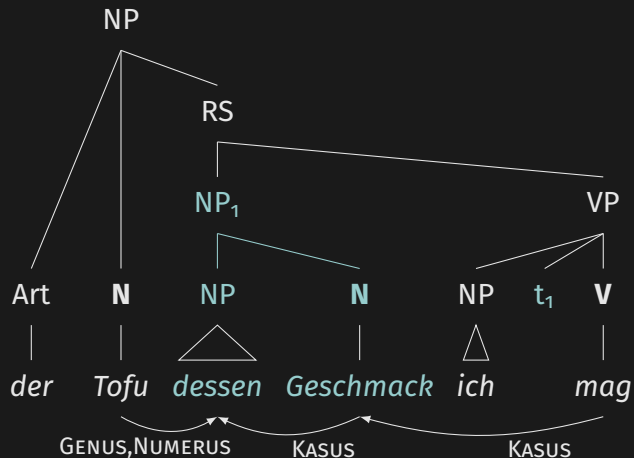 NP
RS
NP₁ VP
Art N NP N NP t₁ V
der Tofu dessen Geschmack ich mag
GENUS,NUMERUS KASUS KASUS